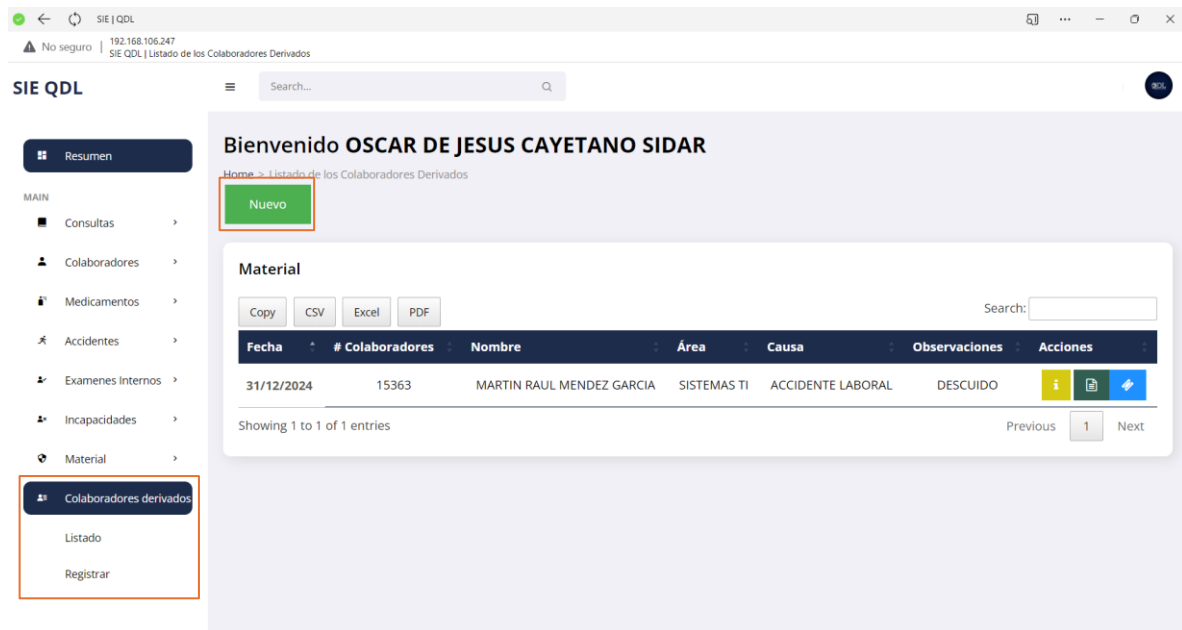 SIE | QDL
No seguro | 192.168.106.247
SIE QDL | Listado de los Colaboradores Derivados
SIE QDL
Search...
QDL
Resumen
MAIN
Consultas
Colaboradores
Medicamentos
Accidentes
Examenes Internos
Incapacidades
Material
Colaboradores derivados
Listado
Registrar
Bienvenido OSCAR DE JESUS CAYETANO SIDAR
Home > Listado de los Colaboradores Derivados
Nuevo
Material
Copy CSV Excel PDF
Search:
Fecha # Colaboradores Nombre Área Causa Observaciones Acciones
31/12/2024 15363 MARTIN RAUL MENDEZ GARCIA SISTEMAS TI ACCIDENTE LABORAL DESCUIDO
Showing 1 to 1 of 1 entries
Previous 1 Next